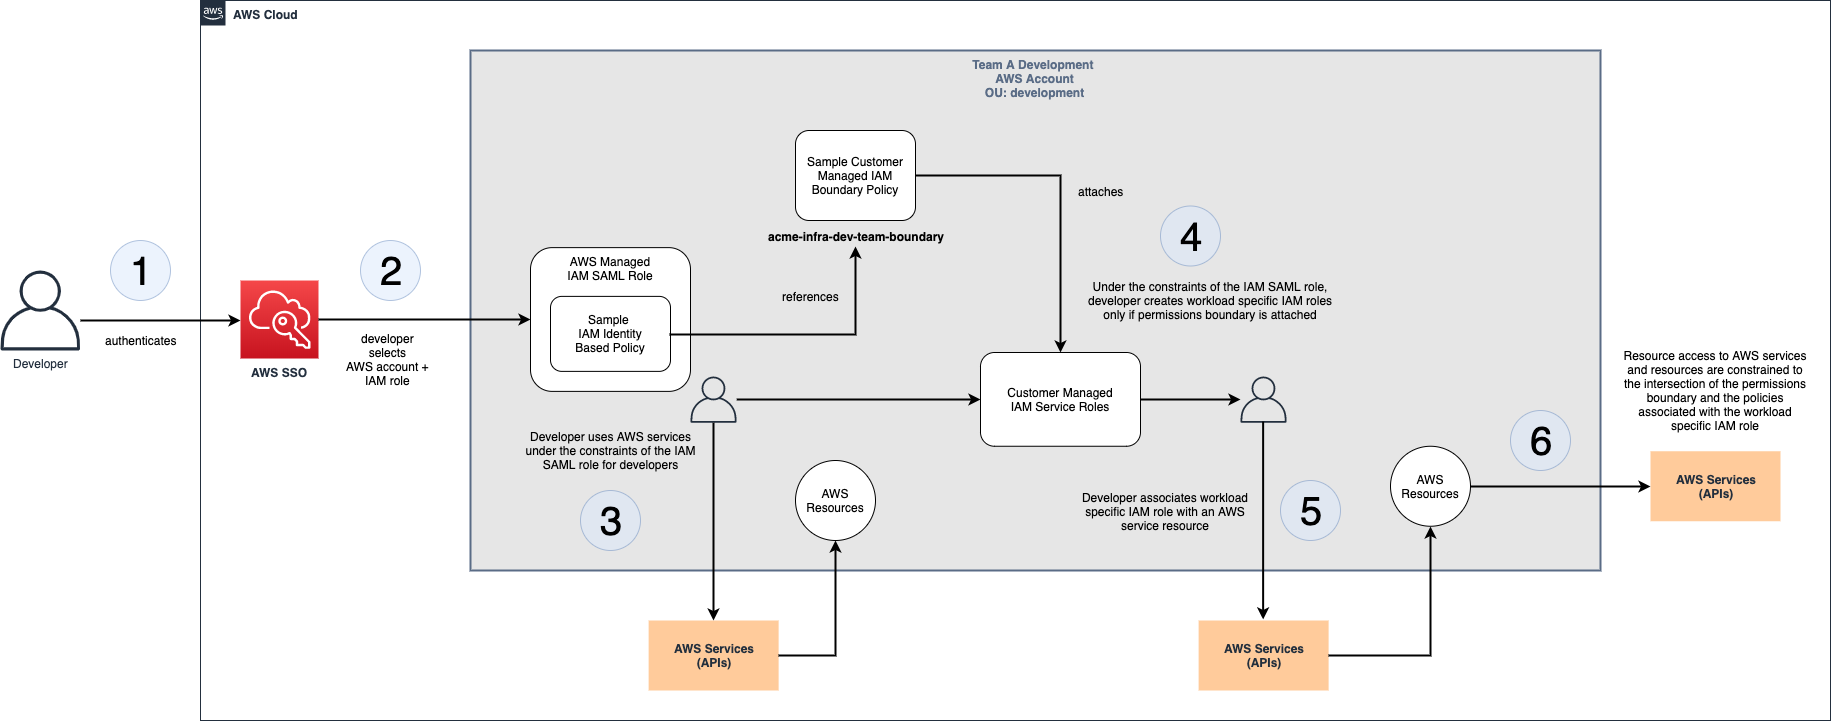 aws
AWS Cloud
Team A Development
AWS Account
OU: development
Sample Customer
Managed IAM
Boundary Policy
attaches
acme-infra-dev-team-boundary
4
1
authenticates
Developer
AWS SSO
2
developer
selects
AWS account +
IAM role
AWS Managed
IAM SAML Role
Sample
IAM Identity
Based Policy
references
Under the constraints of the IAM SAML role,
developer creates workload specific IAM roles
only if permissions boundary is attached
Customer Managed
IAM Service Roles
Developer uses AWS services
under the constraints of the IAM
SAML role for developers
3
AWS
Resources
AWS Services
(APIs)
Developer associates workload
specific IAM role with an AWS
service resource
5
AWS Services
(APIs)
AWS
Resources
6
Resource access to AWS services
and resources are constrained to
the intersection of the permissions
boundary and the policies
associated with the workload
specific IAM role
AWS Services
(APIs)